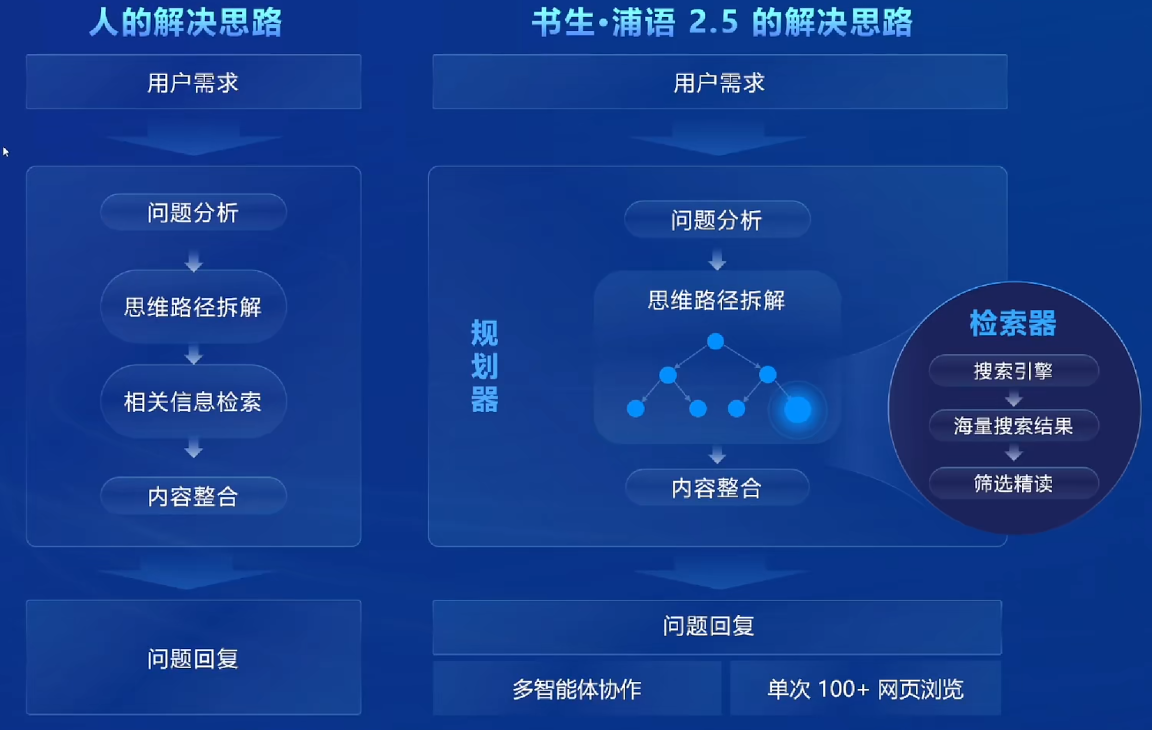 人的解决思路
用户需求
问题分析
思维路径拆解
相关信息检索
内容整合
问题回复
书生·浦语 2.5 的解决思路
用户需求
规划器
问题分析
思维路径拆解
内容整合
检索器
搜索引擎
海量搜索结果
筛选精读
问题回复
多智能体协作
单次 100+ 网页浏览